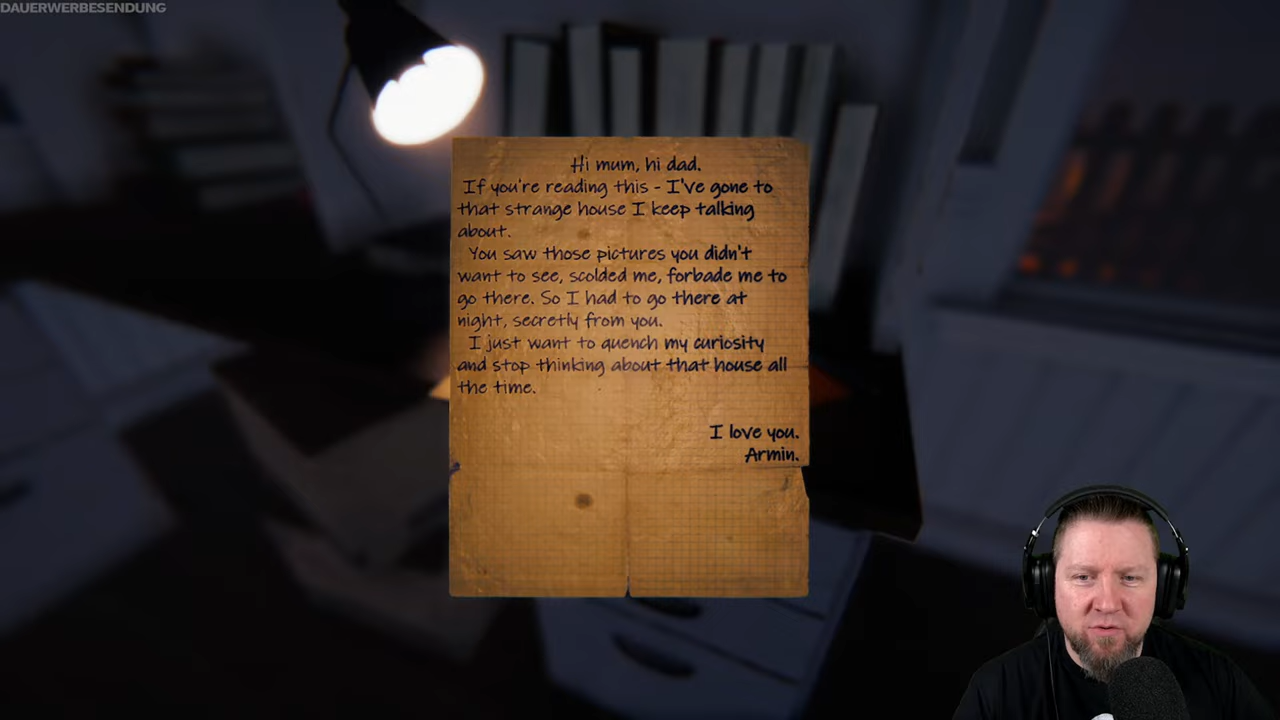 DAUERWERBESENDUNG
Hi mum, hi dad.
If you're reading this - I've gone to
that strange house I keep talking
about.
You saw those pictures you didn't
want to see, scolded me, forbade me to
go there. So I had to go there at
night, secretly from you.
I just want to quench my curiosity
and stop thinking about that house all
the time.
I love you.
Armin.